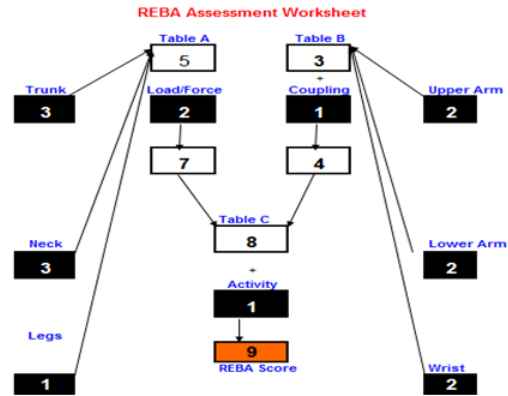 REBA Assessment Worksheet
Table A Table B
5 3
+
Trunk Load/Force Coupling Upper Arm
3 2 1 2
7 4
Table C
Neck 8 Lower Arm
3 + 2
Activity
1
Legs
9
REBA Score Wrist
1 2